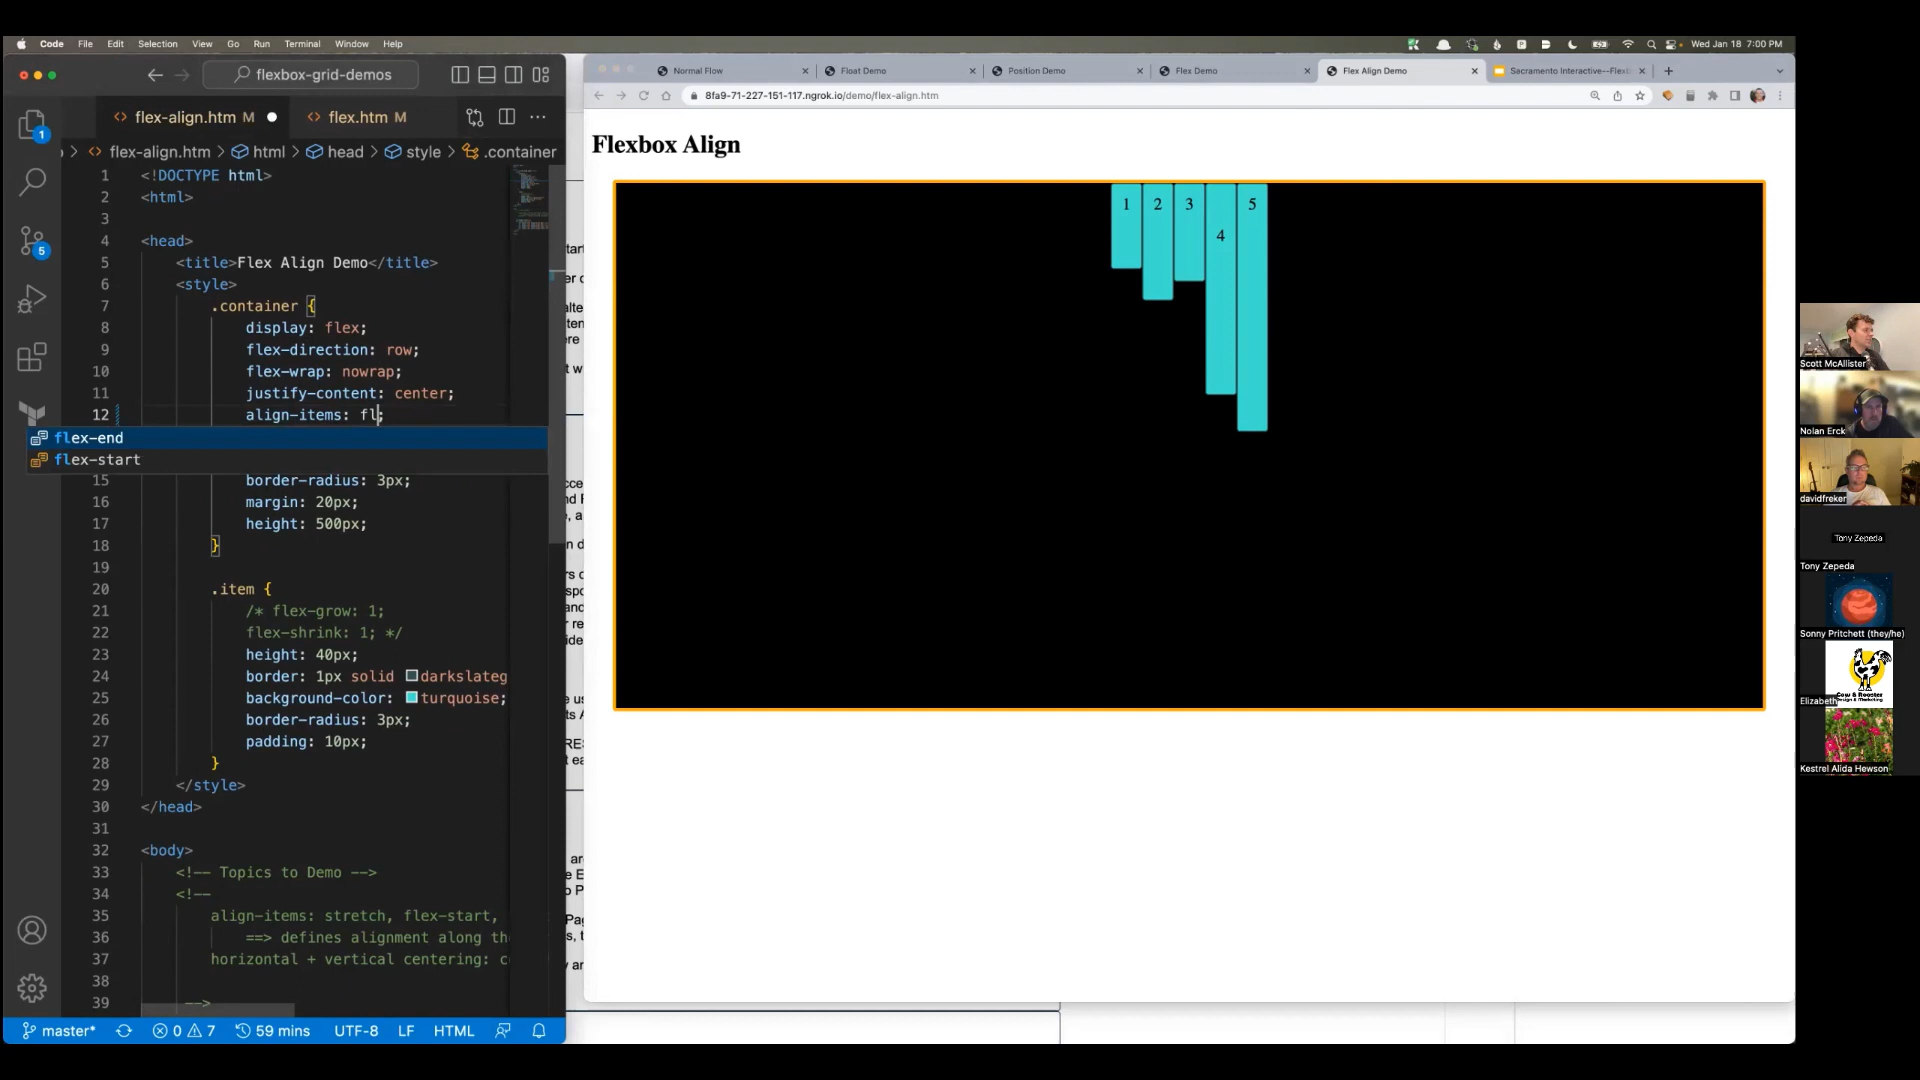 Code File Edit Selection View Go Run Terminal Window Help
Wed Jan 18 7:00 PM
flexbox-grid-demos
flex-align.htm M
flex.htm M
flex-align.htm > html > head > style > .container
1 <!DOCTYPE html>
2 <html>
3
4 <head>
5 <title>Flex Align Demo</title>
6 <style>
7 .container {
8 display: flex;
9 flex-direction: row;
10 flex-wrap: nowrap;
11 justify-content: center;
12 align-items: fl;
flex-end
flex-start
15 border-radius: 3px;
16 margin: 20px;
17 height: 500px;
18 }
19
20 .item {
21 /* flex-grow: 1;
22 flex-shrink: 1; */
23 height: 40px;
24 border: 1px solid darkslateg
25 background-color: turquoise;
26 border-radius: 3px;
27 padding: 10px;
28 }
29 </style>
30 </head>
31
32 <body>
33 <!-- Topics to Demo -->
34 <!--
35 align-items: stretch, flex-start,
36 ==> defines alignment along th
37 horizontal + vertical centering: c
38
39 -->
1
5
master* 0 7 59 mins UTF-8 LF HTML
Normal Flow
Float Demo
Position Demo
Flex Demo
Flex Align Demo
Sacramento Interactive--Flexb
8fa9-71-227-151-117.ngrok.io/demo/flex-align.htm
Flexbox Align
1 2 3 4 5
Scott McAllister
Nolan Erck
davidfreker
Tony Zepeda
Tony Zepeda
Sonny Pritchett (they/he)
Cow & Rooster
Design & Marketing
Elizabeth
Kestrel Alida Hewson